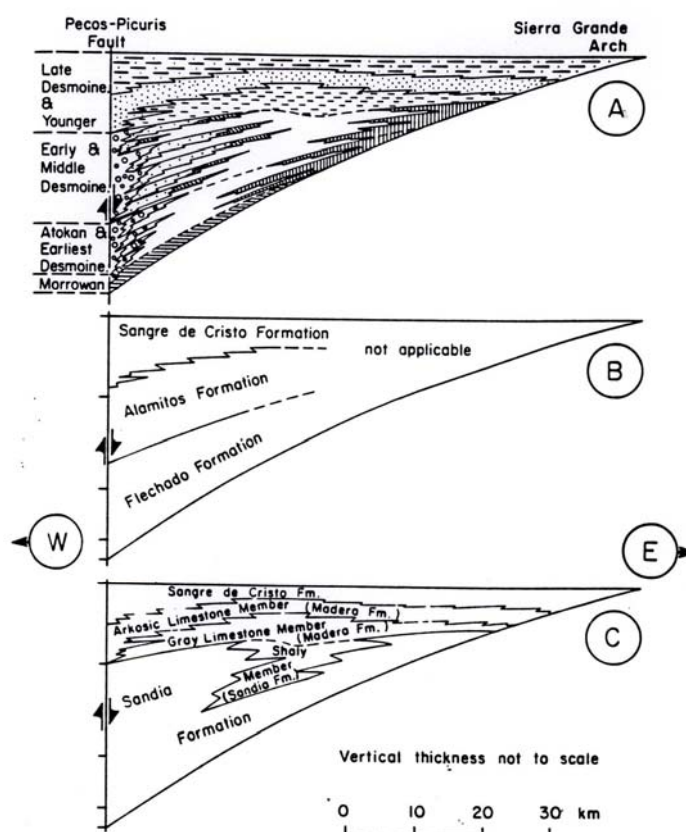 Pecos-Picuris
Fault
Sierra Grande
Arch
Late
Desmoine
&
Younger
A
Early &
Middle
Desmoine
Atokan &
Earliest
Desmoine
Morrowan
Sangre de Cristo Formation
not applicable
B
Alamitos Formation
Flechado Formation
W
E
Sangre de Cristo Fm.
Arkosic Limestone Member (Madera Fm.)
Gray Limestone Member (Madera Fm.)
C
Shaly
Member
(Sandia Fm.)
Sandia
Formation
Vertical thickness not to scale
0 10 20 30 km